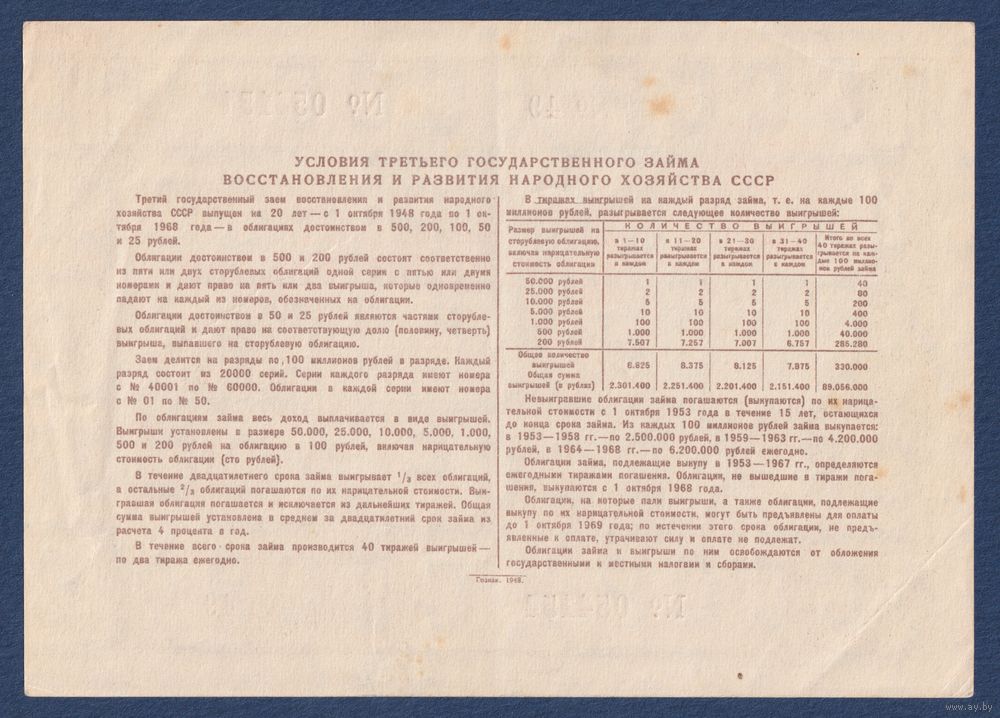 УСЛОВИЯ ТРЕТЬЕГО ГОСУДАРСТВЕННОГО ЗАЙМА
ВОССТАНОВЛЕНИЯ И РАЗВИТИЯ НАРОДНОГО ХОЗЯЙСТВА СССР
Третий государственный заем восстановления и развития народного
хозяйства СССР выпущен на 20 лет — с 1 октября 1948 года по 1 ок-
тября 1968 года — в облигациях достоинством в 500, 200, 100, 50
и 25 рублей.
Облигации достоинством в 500 и 200 рублей состоят соответственно
из пяти или двух сторублевых облигаций одной серии с пятью или двумя
номерами и дают право на пять или два выигрыша, которые одновременно
падают на каждый из номеров, обозначенных на облигации.
Облигации достоинством в 50 и 25 рублей являются частями сторубле-
вых облигаций и дают право на соответствующую долю (половину, четверть)
выигрыша, выпавшего на сторублевую облигацию.
Заем делится на разряды по 100 миллионов рублей в разряде. Каждый
разряд состоит из 20000 серий. Серии каждого разряда имеют номера
с № 40001 по № 60000. Облигации в каждой серии имеют номера
с № 01 по № 50.
По облигациям займа весь доход выплачивается в виде выигрышей.
Выигрыши установлены в размере 50.000, 25.000, 10.000, 5.000, 1.000,
500 и 200 рублей на облигацию в 100 рублей, включая нарицательную
стоимость облигации (сто рублей).
В течение двадцатилетнего срока займа выигрывает 1/3 всех облигаций,
а остальные 2/3 облигаций погашаются по их нарицательной стоимости. Выи-
гравшая облигация погашается и исключается из дальнейших тиражей. Общая
сумма выигрышей установлена в среднем за двадцатилетний срок займа из
расчета 4 процента в год.
В течение всего срока займа производится 40 тиражей выигрышей —
по два тиража ежегодно.
В тиражах выигрышей на каждый разряд займа, т. е. на каждые 100
миллионов рублей, разыгрывается следующее количество выигрышей:
Размер выигрышей на
сторублевую облигацию,
включая нарицательную
стоимость облигации
КОЛИЧЕСТВО ВЫИГРЫШЕЙ
в 1—10
тиражах
разыгрывается
в каждом
в 11—20
тиражах
разыгрывается
в каждом
в 21—30
тиражах
разыгрывается
в каждом
в 31—40
тиражах
разыгрывается
в каждом
Итого во всех
40 тиражах разы-
грывается на каж-
дые 100 миллио-
нов рублей займа
50.000 рублей 1 1 1 1 40
25.000 рублей 2 2 2 2 80
10.000 рублей 5 5 5 5 200
5.000 рублей 10 10 10 10 400
1.000 рублей 100 100 100 100 4.000
500 рублей 1.000 1.000 1.000 1.000 40.000
200 рублей 7.507 7.257 7.007 6.757 285.280
Общее количество
выигрышей 8.625 8.375 8.125 7.875 330.000
Общая сумма
выигрышей (в рублях) 2.301.400 2.251.400 2.201.400 2.151.400 89.056.000
Невыигравшие облигации займа погашаются (выкупаются) по их нарица-
тельной стоимости с 1 октября 1953 года в течение 15 лет, остающихся
до конца срока займа. Из каждых 100 миллионов рублей займа выкупается:
в 1953—1958 гг.—по 2.500.000 рублей, в 1959—1963 гг.—по 4.200.000
рублей, в 1964—1968 гг.—по 6.200.000 рублей ежегодно.
Облигации займа, подлежащие выкупу в 1953—1967 гг., определяются
ежегодными тиражами погашения. Облигации, не вышедшие в тиражи пога-
шения, выкупаются с 1 октября 1968 года.
Облигации, на которые пали выигрыши, а также облигации, подлежащие
выкупу по их нарицательной стоимости, могут быть предъявлены для оплаты
до 1 октября 1969 года; по истечении этого срока облигации, не предъ-
явленные к оплате, утрачивают силу и оплате не подлежат.
Облигации займа и выигрыши по ним освобождаются от обложения
государственными и местными налогами и сборами.
Гознак. 1948.
www.ay.by